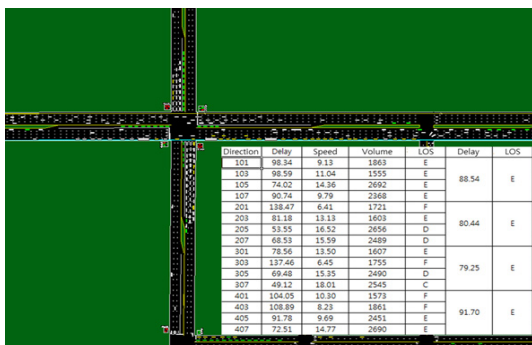 Direction Delay Speed Volume LOS Delay LOS
101 98.34 9.13 1863 E 88.54 E
103 98.59 11.04 1555 E
105 74.02 14.36 2692 E
107 90.74 9.79 2368 E
201 138.47 6.41 1721 F 80.44 E
203 81.18 13.13 1603 E
205 53.55 16.52 2656 D
207 68.53 15.59 2489 D
301 78.56 13.50 1607 E 79.25 E
303 137.46 6.45 1755 F
305 69.48 15.35 2490 D
307 49.12 18.01 2545 C
401 104.05 10.30 1573 F 91.70 E
403 108.89 8.23 1861 F
405 91.78 9.69 2451 E
407 72.51 14.77 2690 E